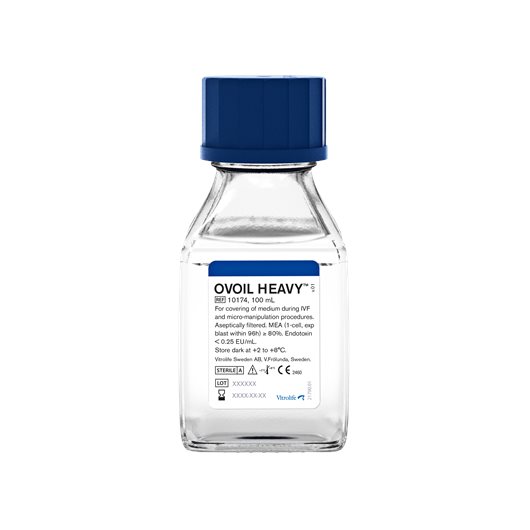 OVOIL HEAVY™
REF 10174, 100 mL
For covering of medium during IVF
and micro-manipulation procedures.
Aseptically filtered. MEA (1-cell, exp
blast within 96h) ≥ 80%. Endotoxin
< 0.25 EU/mL.
Store dark at +2 to +8°C.
Vitrolife Sweden AB, V.Frölunda, Sweden.
STERILE A CE 2460
LOT XXXXXX
XXXX-XX-XX
Vitrolife